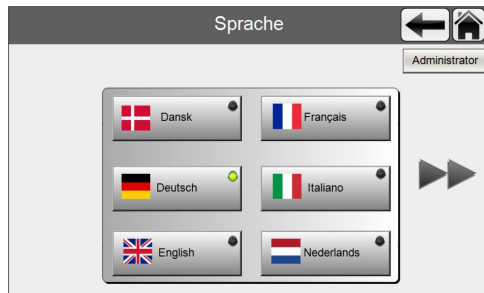 Sprache
Administrator
Dansk
Français
Deutsch
Italiano
English
Nederlands